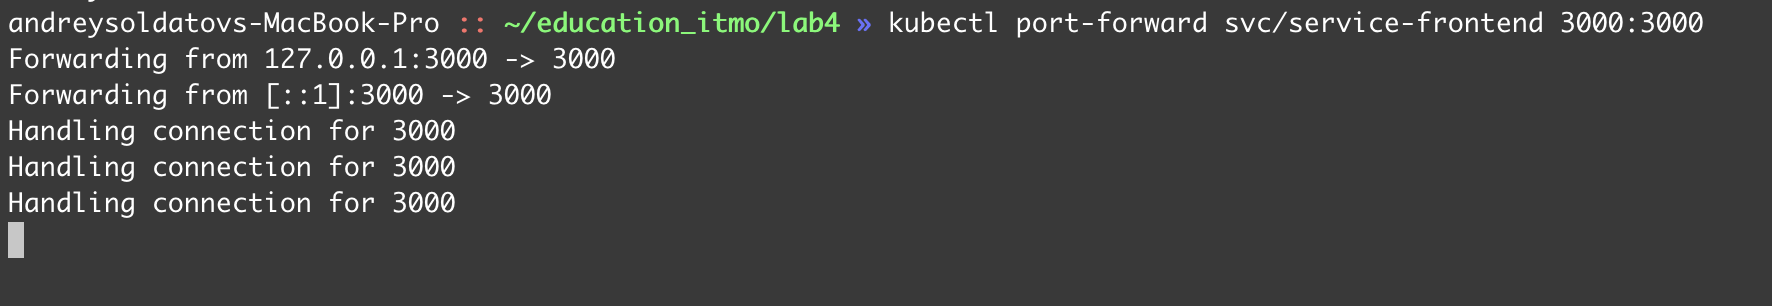 andreysoldatovs-MacBook-Pro :: ~/education_itmo/lab4 » kubectl port-forward svc/service-frontend 3000:3000
Forwarding from 127.0.0.1:3000 -> 3000
Forwarding from [::1]:3000 -> 3000
Handling connection for 3000
Handling connection for 3000
Handling connection for 3000